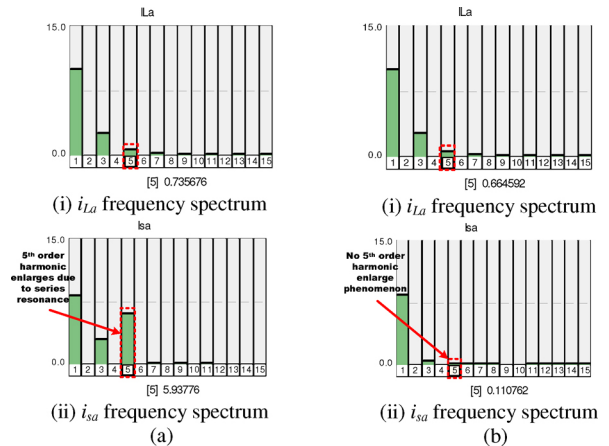 ILa
15.0
0.0
1 2 3 4 5 6 7 8 9 10 11 12 13 14 15
[5] 0.735676
(i) iLa frequency spectrum
Isa
15.0
5th order
harmonic
enlarges due
to series
resonance
0.0
1 2 3 4 5 6 7 8 9 10 11 12 13 14 15
[5] 5.93776
(ii) isa frequency spectrum
(a)
ILa
15.0
0.0
1 2 3 4 5 6 7 8 9 10 11 12 13 14 15
[5] 0.664592
(i) iLa frequency spectrum
Isa
15.0
No 5th order
harmonic
enlarge
phenomenon
0.0
1 2 3 4 5 6 7 8 9 10 11 12 13 14 15
[5] 0.110762
(ii) isa frequency spectrum
(b)